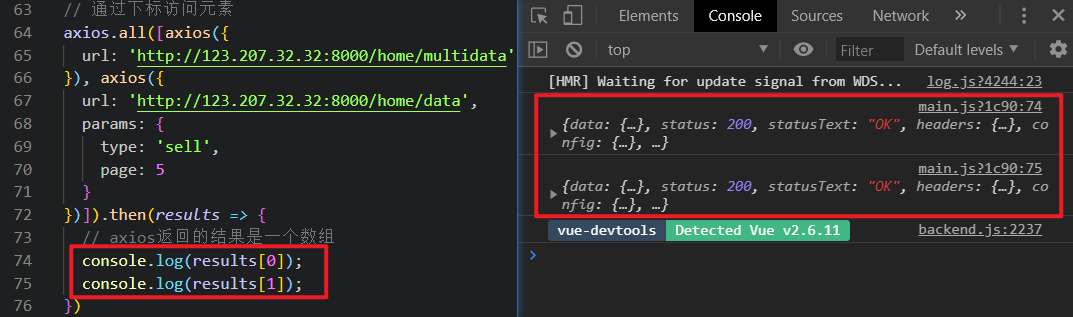 63 // 通过下标访问元素
64 axios.all([axios({
65 url: 'http://123.207.32.32:8000/home/multidata'
66 }), axios({
67 url: 'http://123.207.32.32:8000/home/data',
68 params: {
69 type: 'sell',
70 page: 5
71 }
72 })]).then(results => {
73 // axios返回的结果是一个数组
74 console.log(results[0]);
75 console.log(results[1]);
76 })
Elements Console Sources Network »
top Filter Default levels
[HMR] Waiting for update signal from WDS... log.js?4244:23
main.js?1c90:74
{data: {…}, status: 200, statusText: "OK", headers: {…}, co
nfig: {…}, …}
main.js?1c90:75
{data: {…}, status: 200, statusText: "OK", headers: {…}, co
nfig: {…}, …}
vue-devtools Detected Vue v2.6.11 backend.js:2237